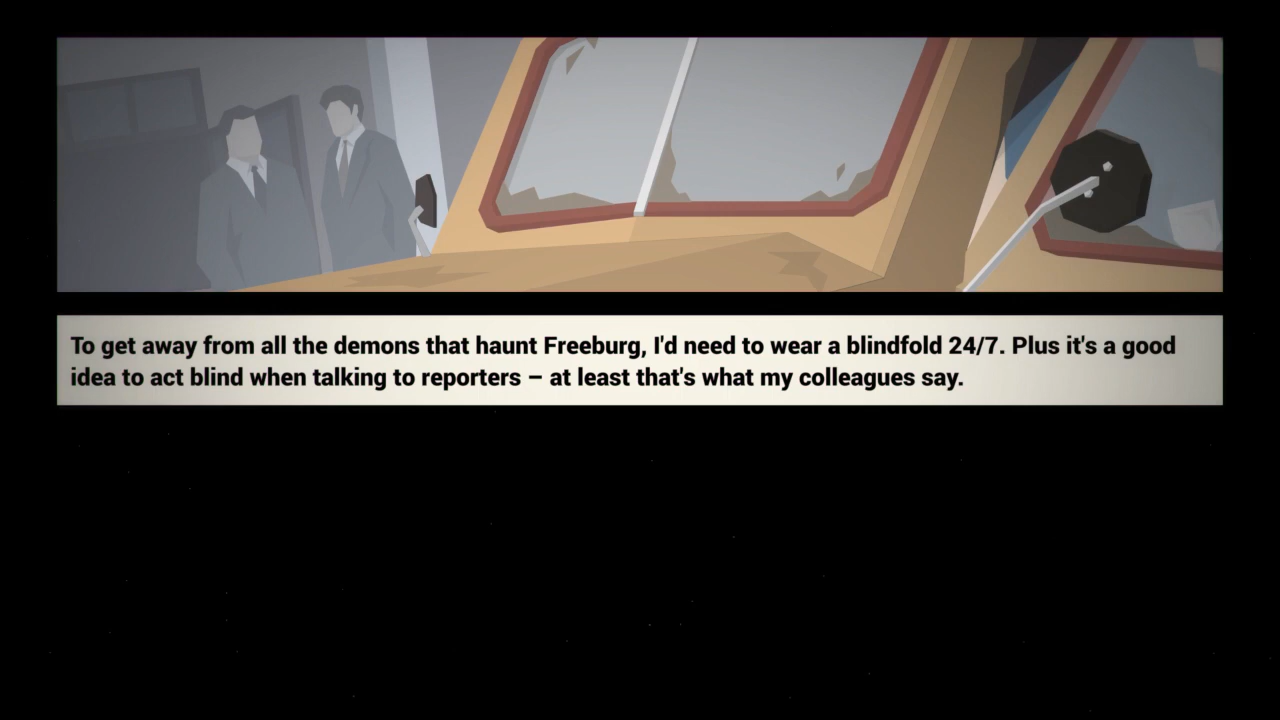 To get away from all the demons that haunt Freeburg, I'd need to wear a blindfold 24/7. Plus it's a good
idea to act blind when talking to reporters – at least that's what my colleagues say.